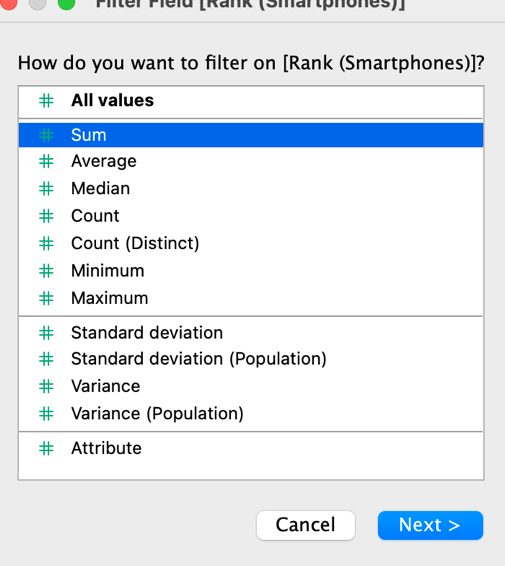 Filter Field [Rank (Smartphones)]
How do you want to filter on [Rank (Smartphones)]?
All values
Sum
Average
Median
Count
Count (Distinct)
Minimum
Maximum
Standard deviation
Standard deviation (Population)
Variance
Variance (Population)
Attribute
Cancel
Next >